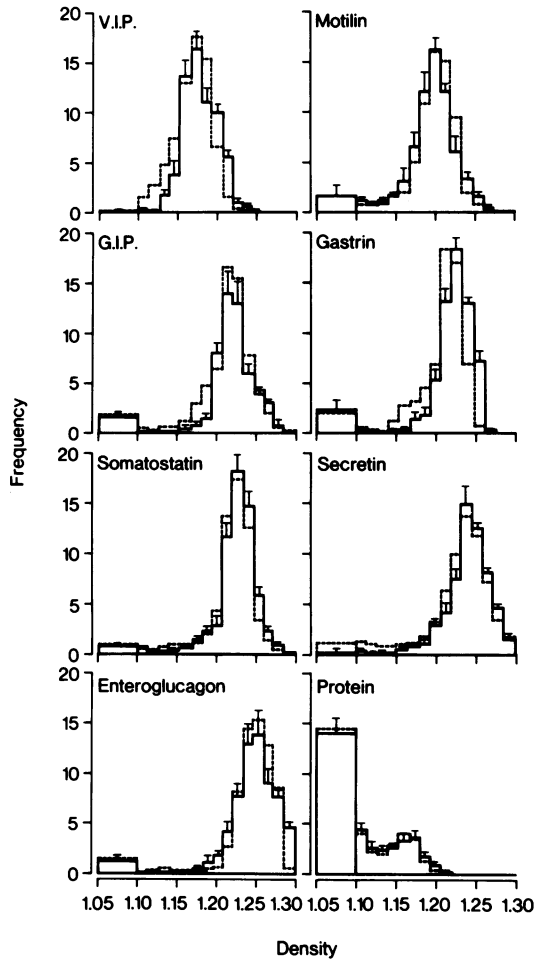 V.I.P.
Motilin
20
15
10
5
0
G.I.P.
Gastrin
20
15
10
5
0
Frequency
Somatostatin
Secretin
20
15
10
5
0
Enteroglucagon
Protein
20
15
10
5
0
1.05 1.10 1.15 1.20 1.25 1.30 1.05 1.10 1.15 1.20 1.25 1.30
Density